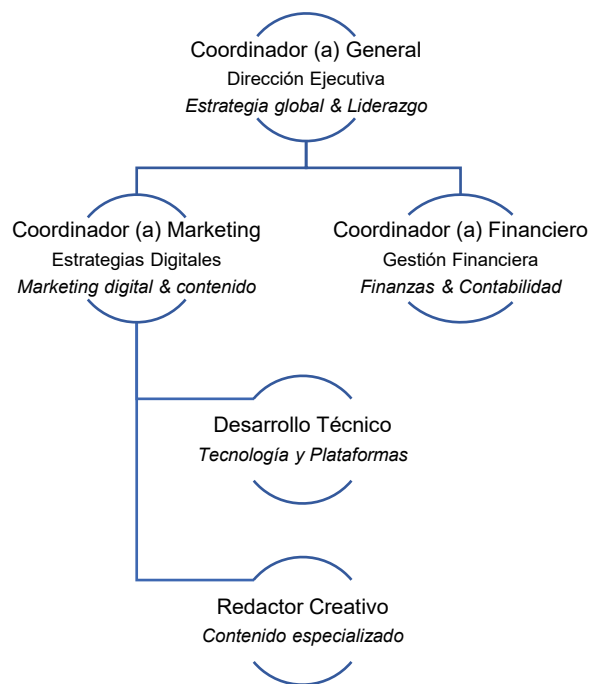 Coordinador (a) General
Dirección Ejecutiva
Estrategia global & Liderazgo
Coordinador (a) Marketing
Estrategias Digitales
Marketing digital & contenido
Coordinador (a) Financiero
Gestión Financiera
Finanzas & Contabilidad
Desarrollo Técnico
Tecnología y Plataformas
Redactor Creativo
Contenido especializado